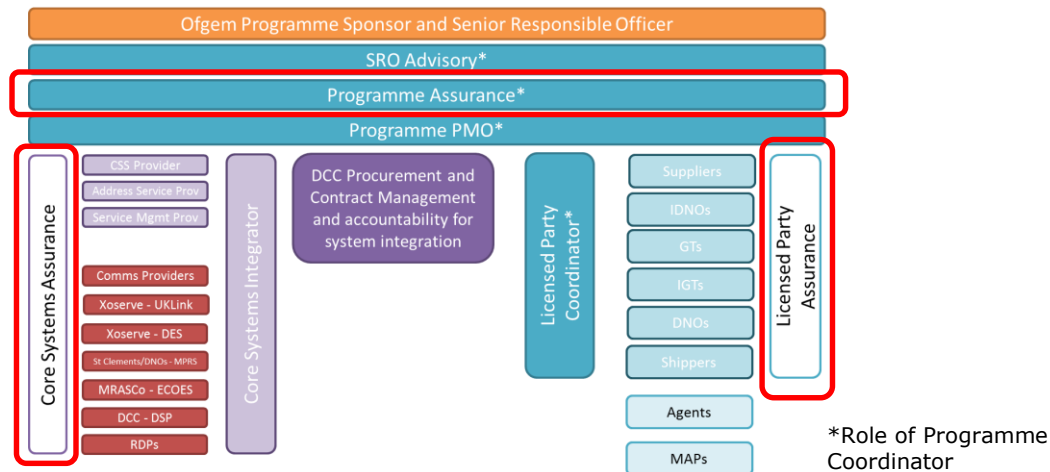 Ofgem Programme Sponsor and Senior Responsible Officer
SRO Advisory*
Programme Assurance*
Programme PMO*
Core Systems Assurance
CSS Provider
Address Service Prov
Service Mgmt Prov
Comms Providers
Xoserve - UKLink
Xoserve - DES
St Clements/DNOs - MPRS
MRASCo - ECOES
DCC - DSP
RDPs
Core Systems Integrator
DCC Procurement and
Contract Management
and accountability for
system integration
Licensed Party
Coordinator*
Suppliers
IDNOs
GTs
IGTs
DNOs
Shippers
Agents
MAPs
Licensed Party
Assurance
*Role of Programme
Coordinator